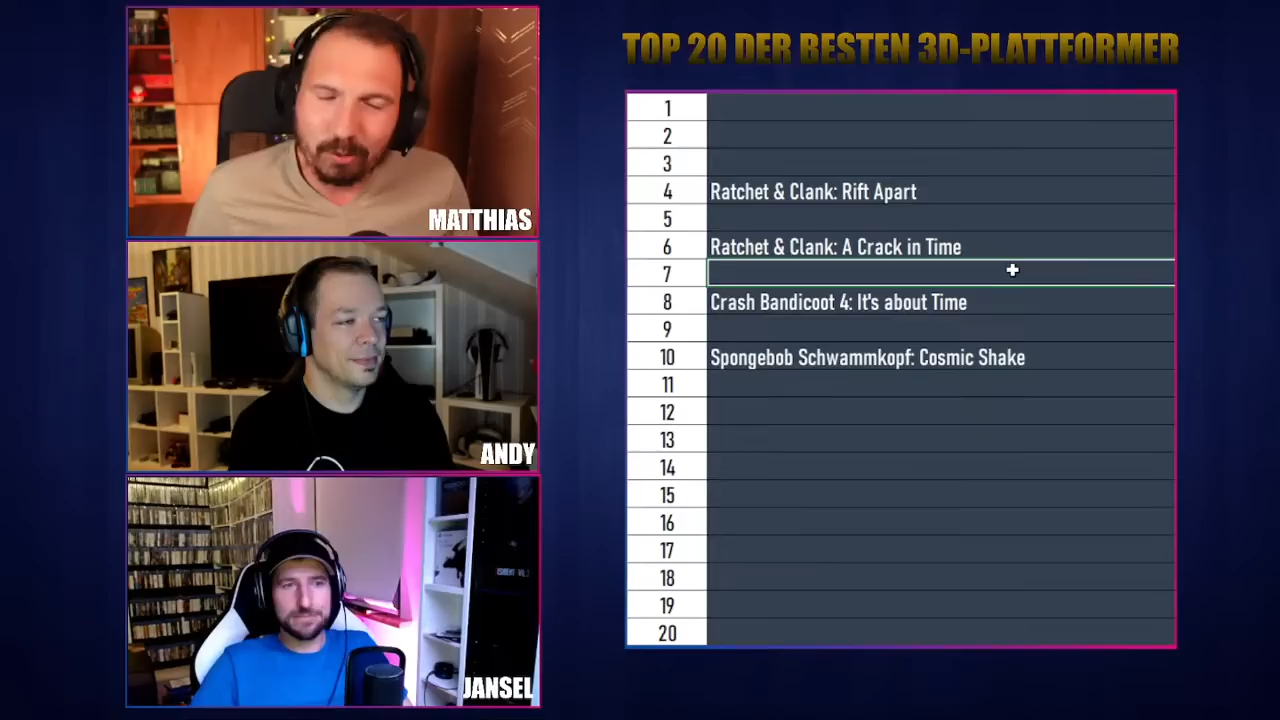 MATTHIAS
ANDY
JANSEL
TOP 20 DER BESTEN 3D-PLATTFORMER
1
2
3
4 Ratchet & Clank: Rift Apart
5
6 Ratchet & Clank: A Crack in Time
7
8 Crash Bandicoot 4: It's about Time
9
10 Spongebob Schwammkopf: Cosmic Shake
11
12
13
14
15
16
17
18
19
20